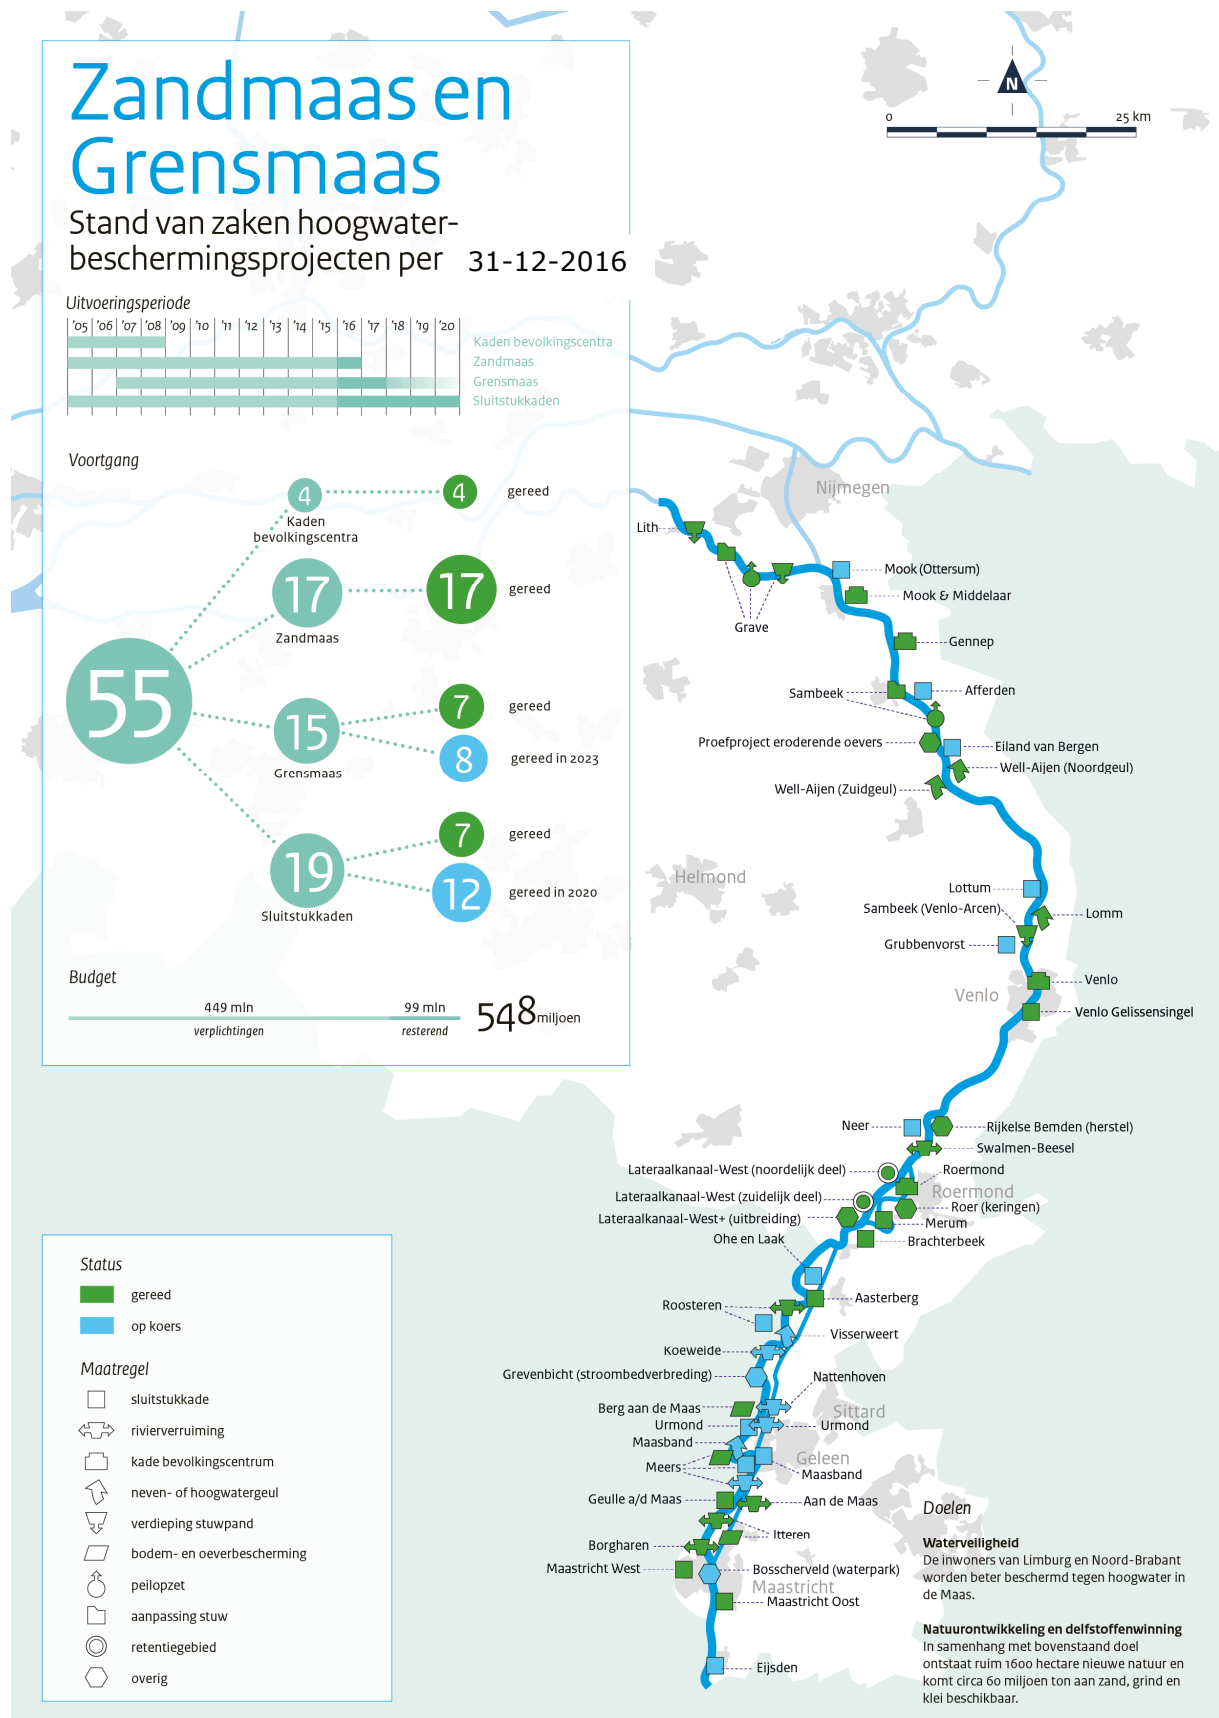 Zandmaas en
Grensmaas
Stand van zaken hoogwater-
beschermingsprojecten per 31-12-2016
Uitvoeringsperiode
'05 '06 '07 '08 '09 '10 '11 '12 '13 '14 '15 '16 '17 '18 '19 '20
Kaden bevolkingscentra
Zandmaas
Grensmaas
Sluitstukkaden
Voortgang
4 4 gereed
Kaden
bevolkingscentra
17 17 gereed
Zandmaas
55
7 gereed
15
8 gereed in 2023
Grensmaas
7 gereed
19
12 gereed in 2020
Sluitstukkaden
Budget
449 mln 99 mln 548 miljoen
verplichtingen resterend
N
0 25 km
Nijmegen
Lith
Mook (Ottersum)
Mook & Middelaar
Grave
Gennep
Sambeek
Afferden
Proefproject eroderende oevers
Eiland van Bergen
Well-Aijen (Noordgeul)
Well-Aijen (Zuidgeul)
Helmond
Lottum
Sambeek (Venlo-Arcen)
Lomm
Grubbenvorst
Venlo
Venlo
Venlo Gelissensingel
Neer
Rijkelse Bemden (herstel)
Swalmen-Beesel
Lateraalkanaal-West (noordelijk deel)
Roermond
Roermond
Lateraalkanaal-West (zuidelijk deel)
Roer (keringen)
Lateraalkanaal-West+ (uitbreiding)
Merum
Ohe en Laak
Brachterbeek
Aasterberg
Roosteren
Visserweert
Koeweide
Grevenbicht (stroombedverbreding)
Nattenhoven
Berg aan de Maas
Sittard
Urmond
Urmond
Maasband
Geleen
Meers
Maasband
Geulle a/d Maas
Aan de Maas
Itteren
Borgharen
Maastricht West
Bosscherveld (waterpark)
Maastricht
Maastricht Oost
Eijsden
Status
gereed
op koers
Maatregel
sluitstukkade
rivierverruiming
kade bevolkingscentrum
neven- of hoogwatergeul
verdieping stuwpand
bodem- en oeverbescherming
peilopzet
aanpassing stuw
retentiegebied
overig
Doelen
Waterveiligheid
De inwoners van Limburg en Noord-Brabant
worden beter beschermd tegen hoogwater in
de Maas.
Natuurontwikkeling en delfstoffenwinning
In samenhang met bovenstaand doel
ontstaat ruim 1600 hectare nieuwe natuur en
komt circa 60 miljoen ton aan zand, grind en
klei beschikbaar.